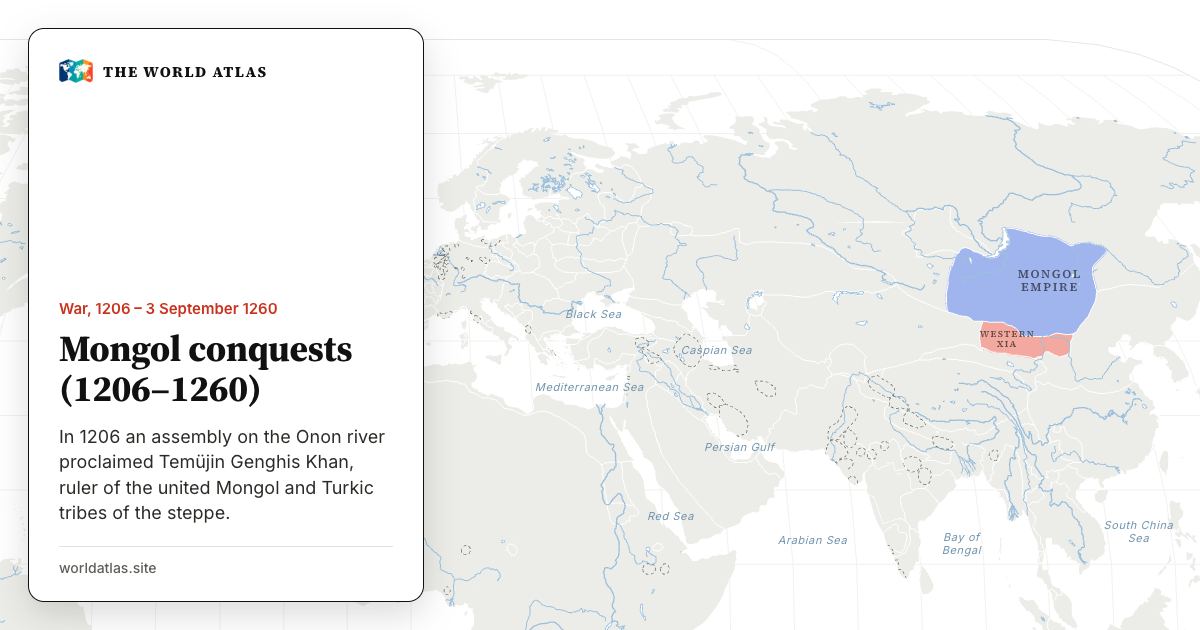 THE WORLD ATLAS
War, 1206 – 3 September 1260
Mongol conquests
(1206–1260)
In 1206 an assembly on the Onon river
proclaimed Temüjin Genghis Khan,
ruler of the united Mongol and Turkic
tribes of the steppe.
worldatlas.site
MONGOL
EMPIRE
WESTERN
XIA
Black Sea
Caspian Sea
Mediterranean Sea
Persian Gulf
Red Sea
Arabian Sea
Bay of
Bengal
South China
Sea